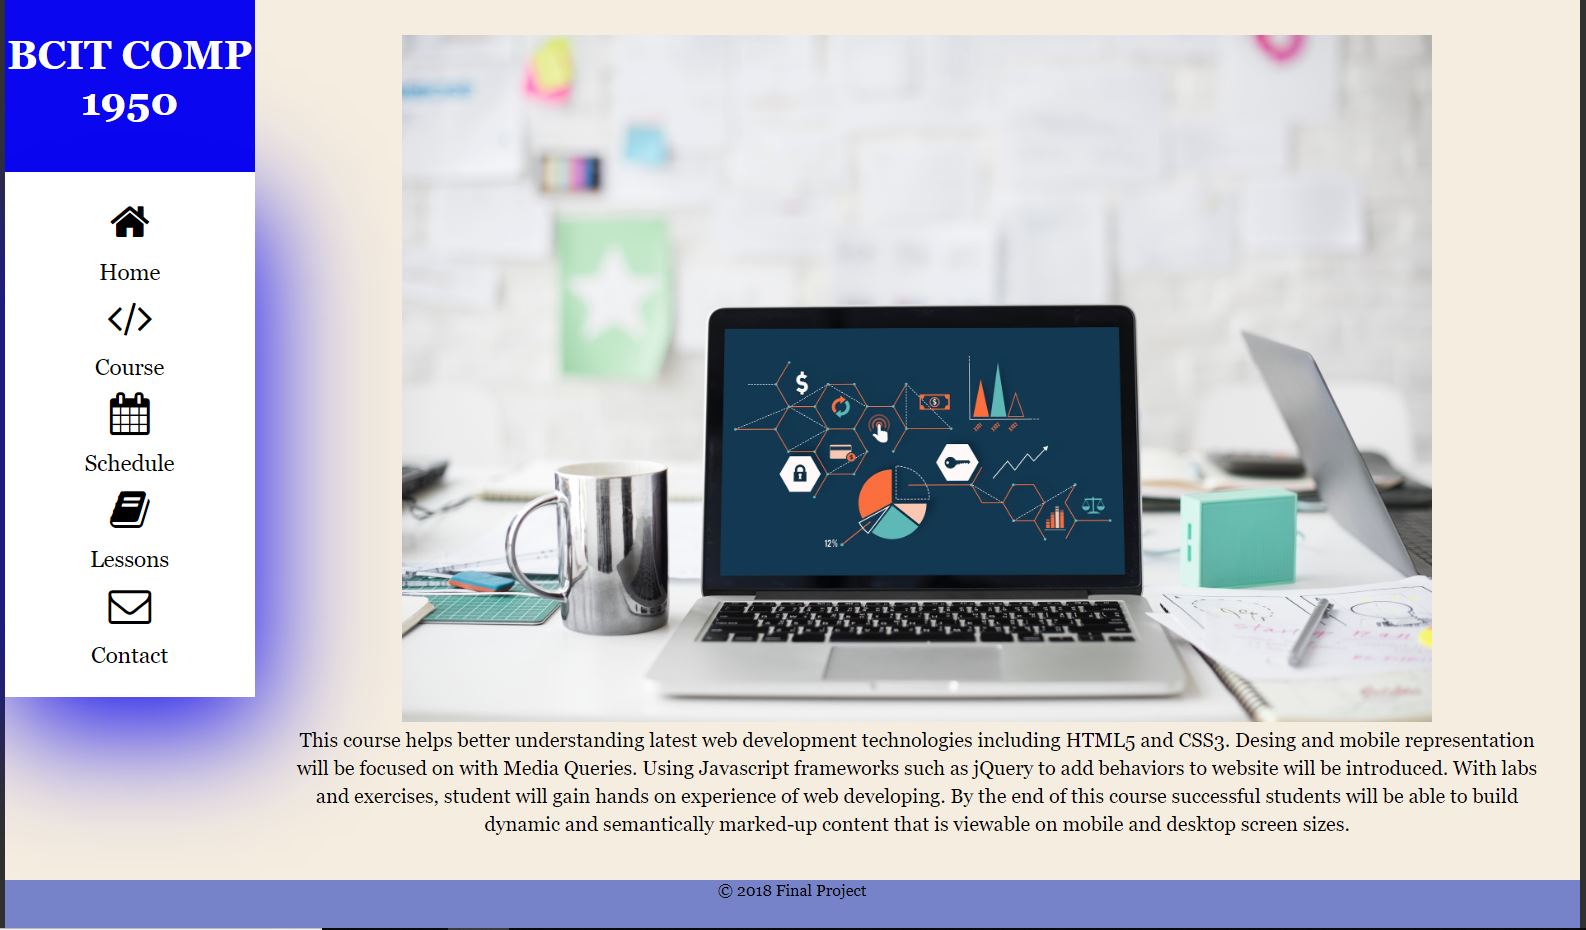 BCIT COMP
1950
Home
Course
Schedule
Lessons
Contact
$
12%
This course helps better understanding latest web development technologies including HTML5 and CSS3. Desing and mobile representation
will be focused on with Media Queries. Using Javascript frameworks such as jQuery to add behaviors to website will be introduced. With labs
and exercises, student will gain hands on experience of web developing. By the end of this course successful students will be able to build
dynamic and semantically marked-up content that is viewable on mobile and desktop screen sizes.
© 2018 Final Project